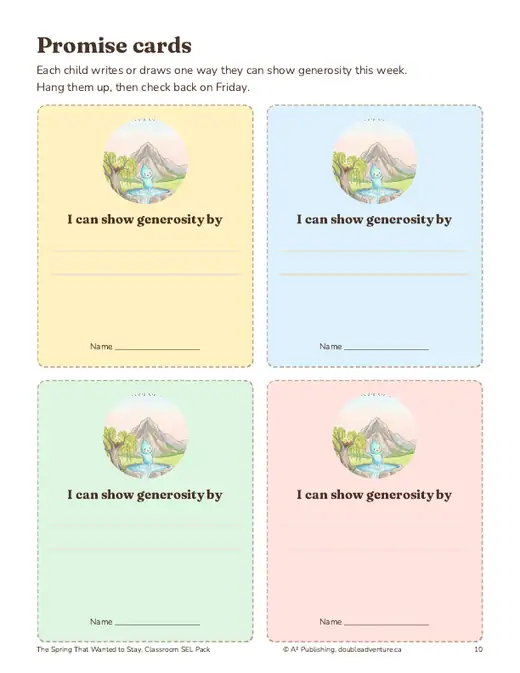 Promise cards
Each child writes or draws one way they can show generosity this week.
Hang them up, then check back on Friday.
I can show generosity by
I can show generosity by
Name
Name
I can show generosity by
I can show generosity by
Name
Name
The Spring That Wanted to Stay, Classroom SEL Pack
© A² Publishing, doubleadventure.ca
10